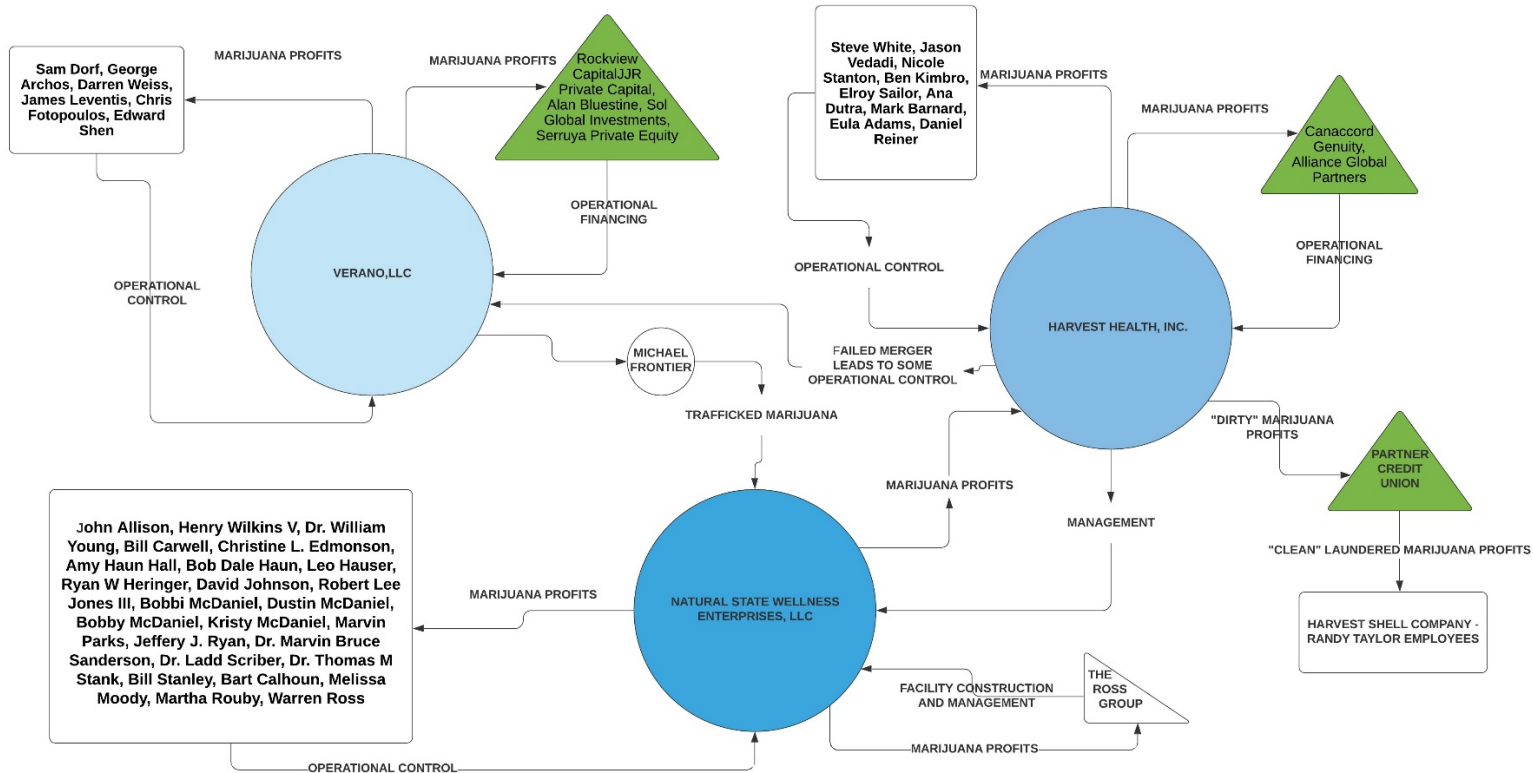 MARIJUANA PROFITS
Sam Dorf, George
Archos, Darren Weiss,
James Leventis, Chris
Fotopoulos, Edward
Shen
MARIJUANA PROFITS
Rockview
CapitalJJR
Private Capital,
Alan Bluestine, Sol
Global Investments,
Serruya Private Equity
OPERATIONAL
FINANCING
VERANO,LLC
OPERATIONAL
CONTROL
Steve White, Jason
Vedadi, Nicole
Stanton, Ben Kimbro,
Elroy Sailor, Ana
Dutra, Mark Barnard,
Eula Adams, Daniel
Reiner
MARIJUANA PROFITS
MARIJUANA PROFITS
Canaccord
Genuity,
Alliance Global
Partners
OPERATIONAL
FINANCING
OPERATIONAL CONTROL
HARVEST HEALTH, INC.
FAILED MERGER
LEADS TO SOME
OPERATIONAL CONTROL
MICHAEL
FRONTIER
TRAFFICKED MARIJUANA
"DIRTY" MARIJUANA
PROFITS
PARTNER
CREDIT
UNION
"CLEAN" LAUNDERED MARIJUANA PROFITS
HARVEST SHELL COMPANY -
RANDY TAYLOR EMPLOYEES
MARIJUANA PROFITS
MANAGEMENT
John Allison, Henry Wilkins V, Dr. William
Young, Bill Carwell, Christine L. Edmonson,
Amy Haun Hall, Bob Dale Haun, Leo Hauser,
Ryan W Heringer, David Johnson, Robert Lee
Jones III, Bobbi McDaniel, Dustin McDaniel,
Bobby McDaniel, Kristy McDaniel, Marvin
Parks, Jeffery J. Ryan, Dr. Marvin Bruce
Sanderson, Dr. Ladd Scriber, Dr. Thomas M
Stank, Bill Stanley, Bart Calhoun, Melissa
Moody, Martha Rouby, Warren Ross
MARIJUANA PROFITS
NATURAL STATE WELLNESS
ENTERPRISES, LLC
FACILITY CONSTRUCTION
AND MANAGEMENT
THE
ROSS
GROUP
MARIJUANA PROFITS
OPERATIONAL CONTROL